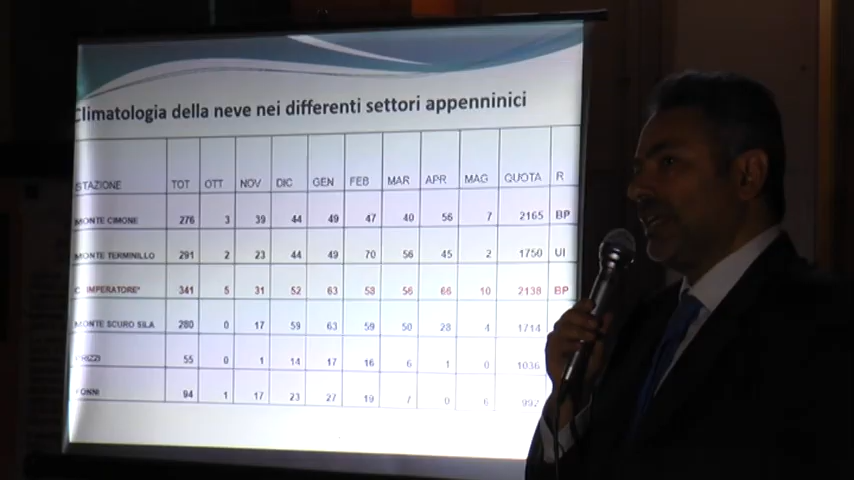 Climatologia della neve nei differenti settori appenninici
STAZIONE TOT OTT NOV DIC GEN FEB MAR APR MAG QUOTA R
MONTE CIMONE 276 3 39 44 49 47 40 56 7 2165 BP
MONTE TERMINILLO 291 2 23 44 49 70 56 45 2 1750 UI
C IMPERATORE* 341 5 31 52 63 58 56 66 10 2138 BP
MONTE SCURO SILA 280 0 17 59 63 59 50 28 4 1714
55 0 1 14 17 16 6 1 0 1036
94 1 17 23 27 19 7 0 6 992